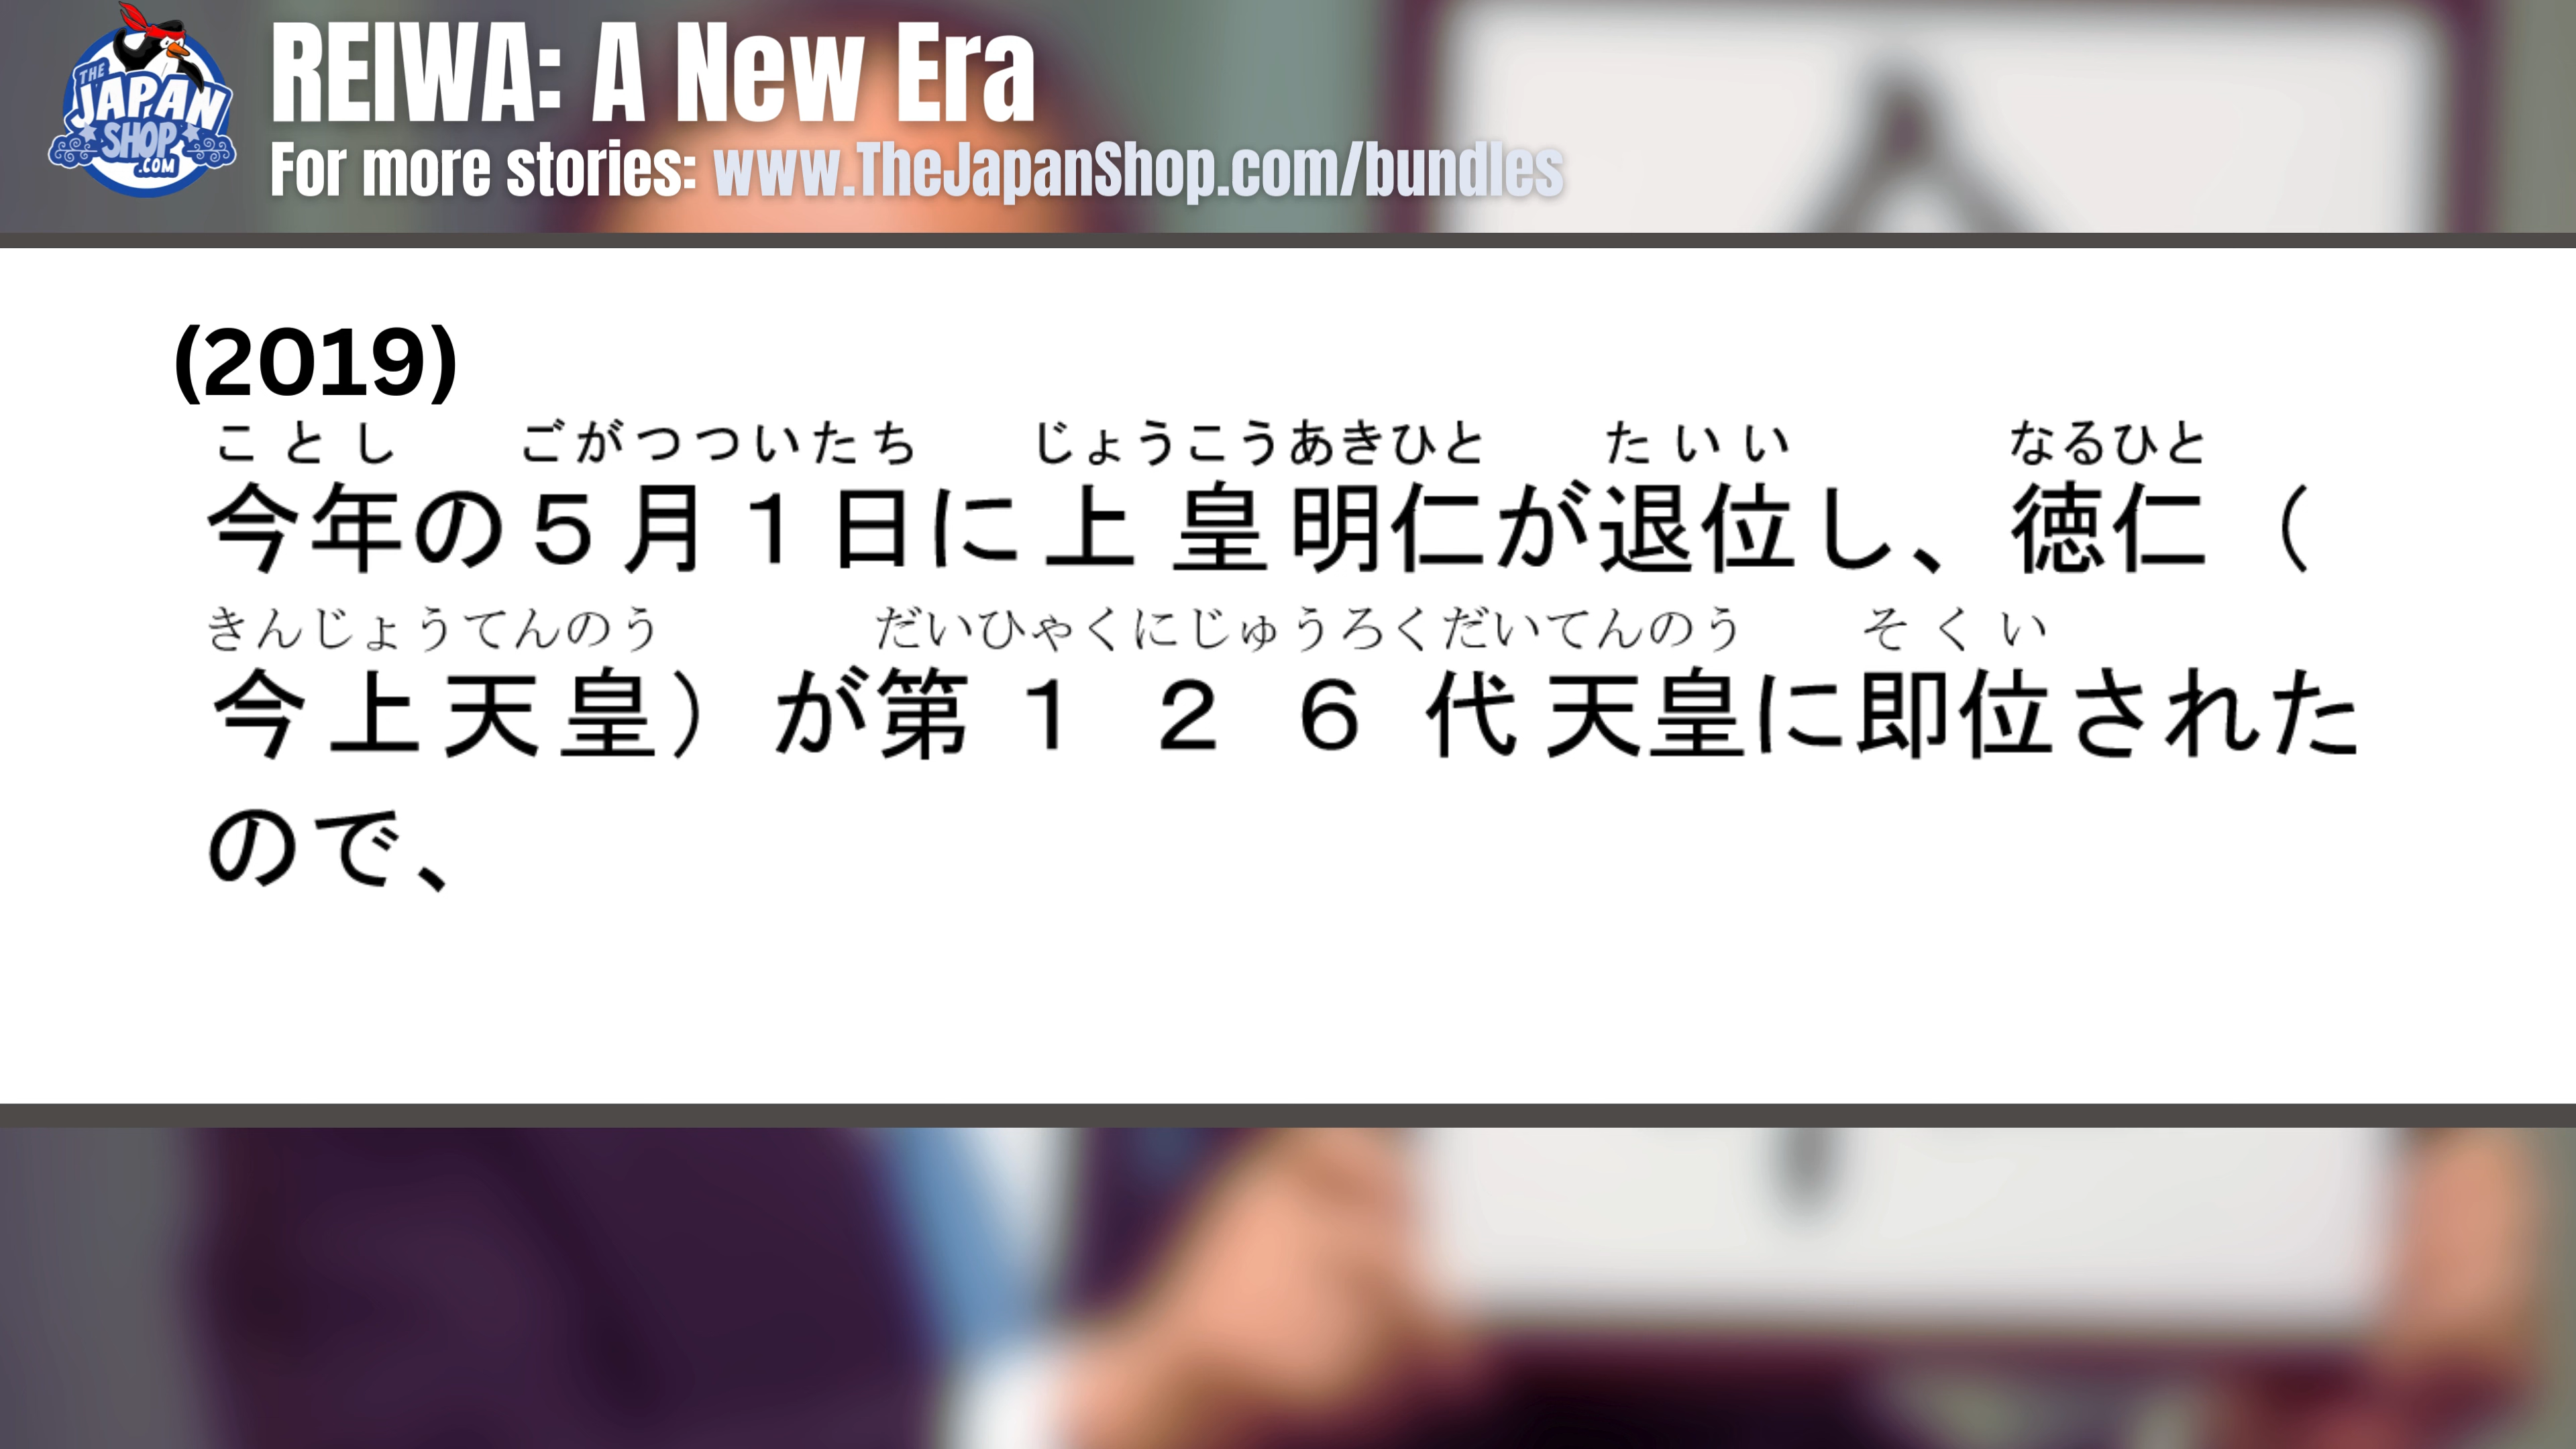 THE JAPAN SHOP .COM
REIWA: A New Era
For more stories: www.TheJapanShop.com/bundles
(2019)
ことし ごがつついたち じょうこうあきひと たいい なるひと
今年の５月１日に上皇明仁が退位し、徳仁（
きんじょうてんのう だいひゃくにじゅうろくだいてんのう そくい
今上天皇）が第１２６代天皇に即位された
ので、